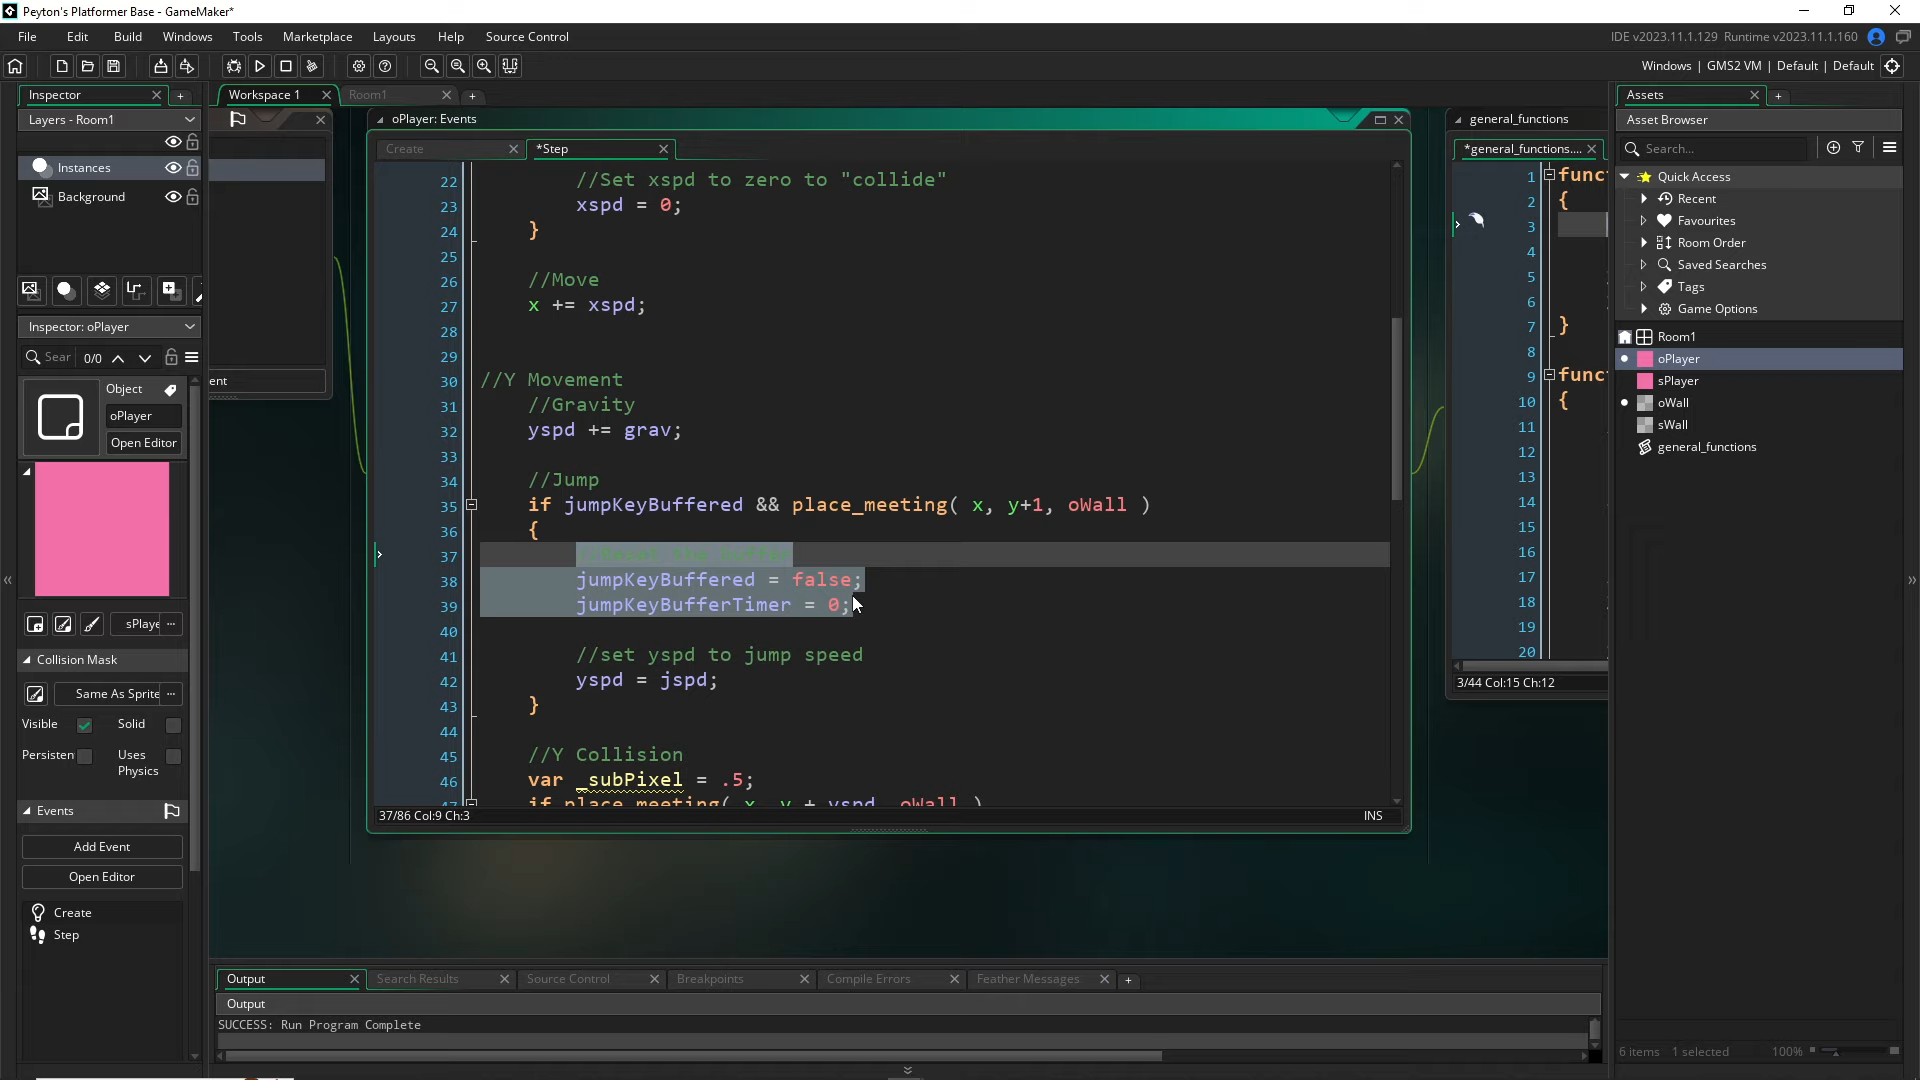 Peyton's Platformer Base - GameMaker*
File Edit Build Windows Tools Marketplace Layouts Help Source Control
IDE v2023.11.1.129 Runtime v2023.11.1.160
Windows | GMS2 VM | Default | Default
Inspector
Layers - Room1
Instances
Background
Inspector: oPlayer
Sear 0/0
Object
oPlayer
Open Editor
sPlaye ...
Collision Mask
Same As Sprite ...
Visible Solid
Persisten Uses Physics
Events
Add Event
Open Editor
Create
Step
Workspace 1 Room1
ent
oPlayer: Events
Create *Step
22 //Set xspd to zero to "collide"
23 xspd = 0;
24 }
25
26 //Move
27 x += xspd;
28
29
30 //Y Movement
31 //Gravity
32 yspd += grav;
33
34 //Jump
35 if jumpKeyBuffered && place_meeting( x, y+1, oWall )
36 {
37 //Reset the buffer
38 jumpKeyBuffered = false;
39 jumpKeyBufferTimer = 0;
40
41 //set yspd to jump speed
42 yspd = jspd;
43 }
44
45 //Y Collision
46 var _subPixel = .5;
47 if place_meeting( x, y + yspd, oWall )
37/86 Col:9 Ch:3 INS
general_functions
*general_functions....
1 func
2 {
3
4
5
6
7 }
8
9 func
10 {
11
12
13
14
15
16
17
18
19
20
3/44 Col:15 Ch:12
Assets
Asset Browser
Search...
Quick Access
Recent
Favourites
Room Order
Saved Searches
Tags
Game Options
Room1
oPlayer
sPlayer
oWall
sWall
general_functions
6 items 1 selected 100%
Output Search Results Source Control Breakpoints Compile Errors Feather Messages
Output
SUCCESS: Run Program Complete